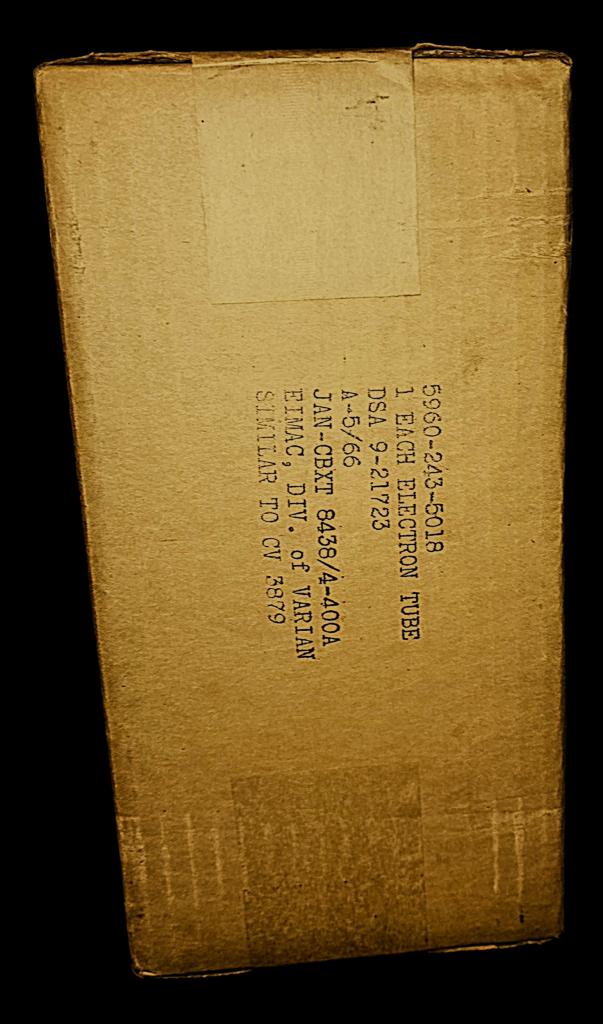 5960-243-5018
1 EACH ELECTRON TUBE
DSA 9-21723
A-5/66
JAN-CBXT 8438/4-400A
EIMAC, DIV. of VARIAN
SIMILAR TO CV 3879